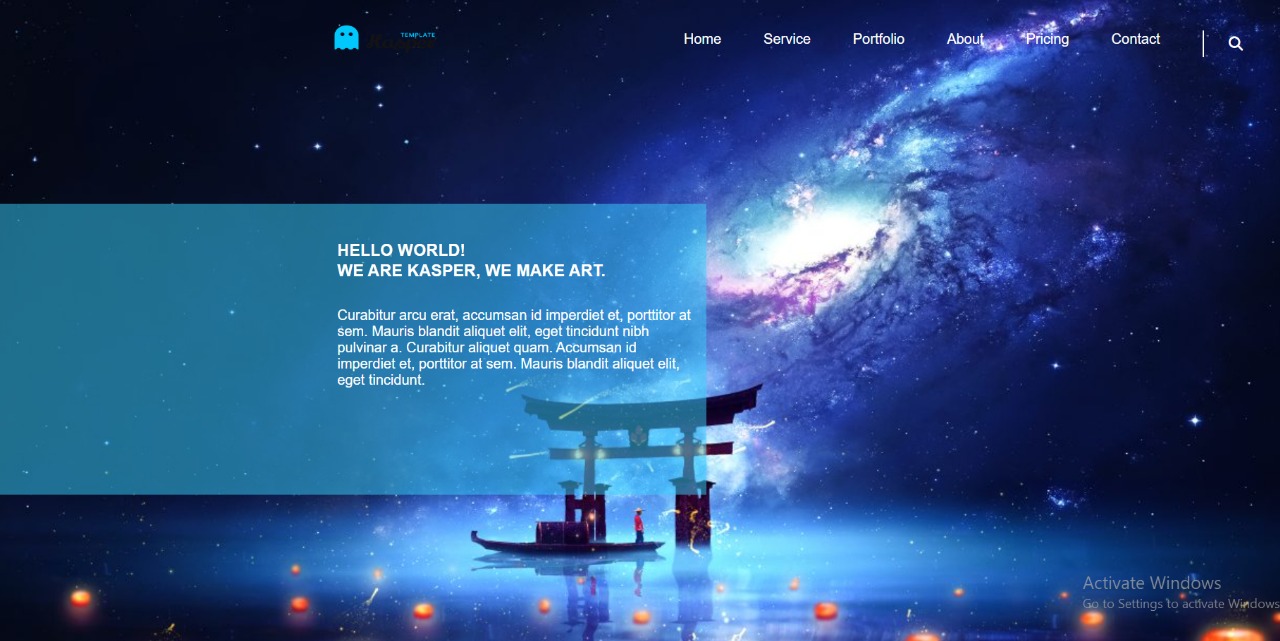 TEMPLATE
Kasper
Home Service Portfolio About Pricing Contact
HELLO WORLD!
WE ARE KASPER, WE MAKE ART.
Curabitur arcu erat, accumsan id imperdiet et, porttitor at
sem. Mauris blandit aliquet elit, eget tincidunt nibh
pulvinar a. Curabitur aliquet quam. Accumsan id
imperdiet et, porttitor at sem. Mauris blandit aliquet elit,
eget tincidunt.
Activate Windows
Go to Settings to activate Windows